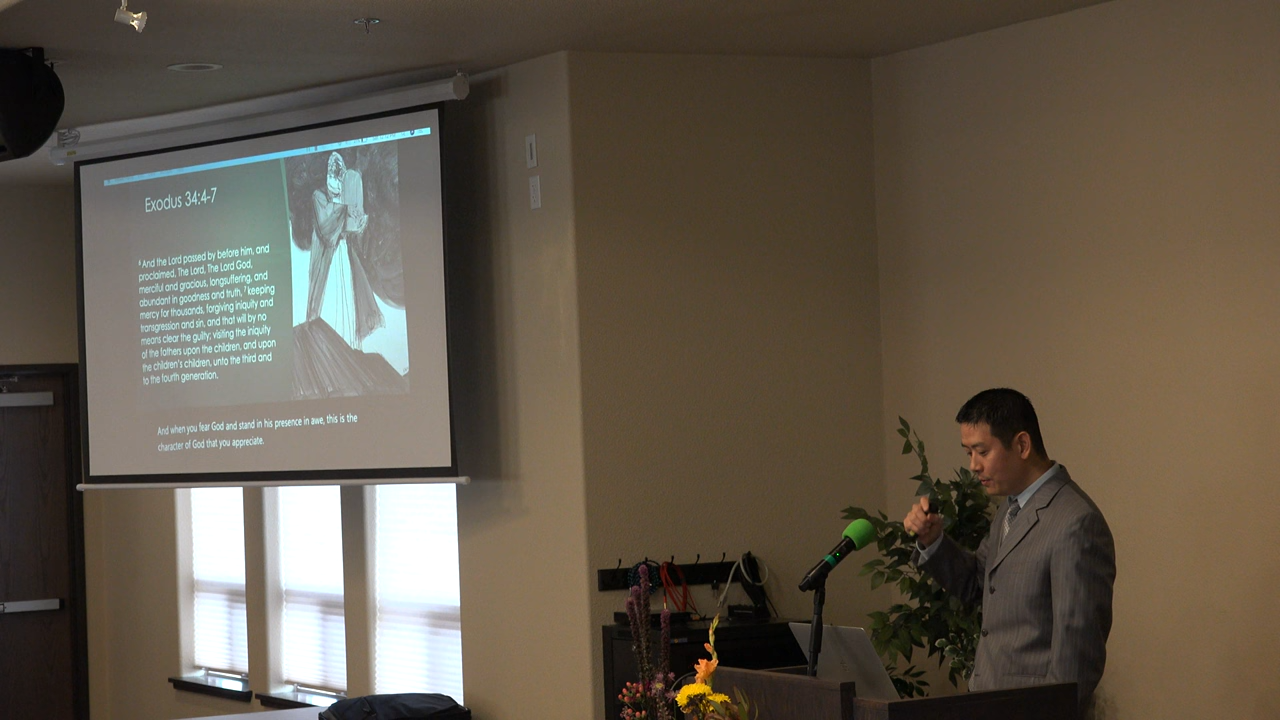 Exodus 34:4-7
⁶ And the Lord passed by before him, and
proclaimed, The Lord, The Lord God,
merciful and gracious, longsuffering, and
abundant in goodness and truth, ⁷ keeping
mercy for thousands, forgiving iniquity and
transgression and sin, and that will by no
means clear the guilty; visiting the iniquity
of the fathers upon the children, and upon
the children's children, unto the third and
to the fourth generation.
And when you fear God and stand in his presence in awe, this is the
character of God that you appreciate.